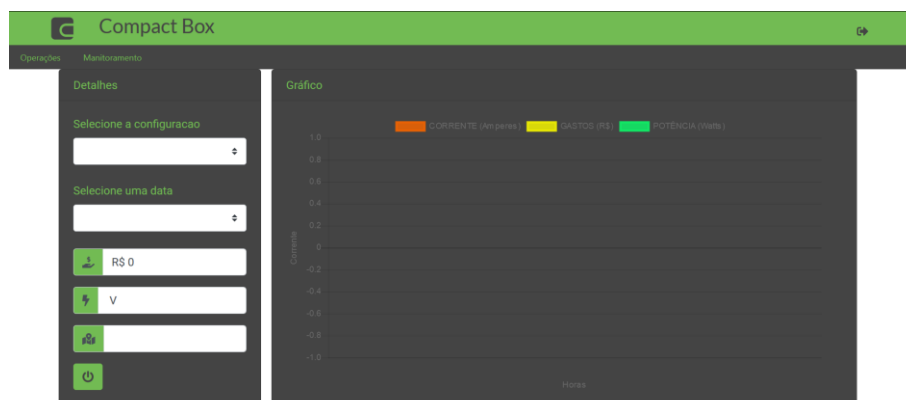 Compact Box
Operações Manitoramento
Detalhes
Selecione a configuracao
Selecione uma data
R$ 0
V
Gráfico
CORRENTE (Amperes) GASTOS (R$) POTÊNCIA (Watts)
1.0
0.8
0.6
0.4
0.2
0
-0.2
-0.4
-0.6
-0.8
-1.0
Corrente
Horas